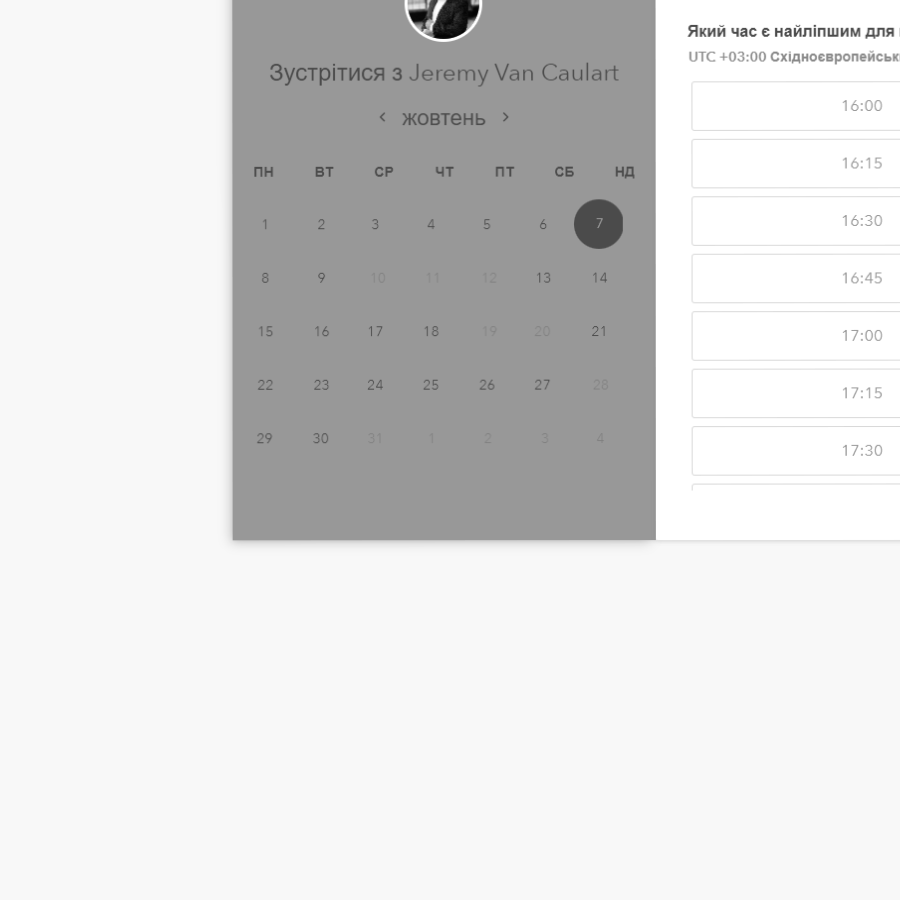 Зустрітися з Jeremy Van Caulart
жовтень
ПН ВТ СР ЧТ ПТ СБ НД
1 2 3 4 5 6 7
8 9 10 11 12 13 14
15 16 17 18 19 20 21
22 23 24 25 26 27 28
29 30 31 1 2 3 4
Який час є найліпшим для
UTC +03:00
16:00
16:15
16:30
16:45
17:00
17:15
17:30